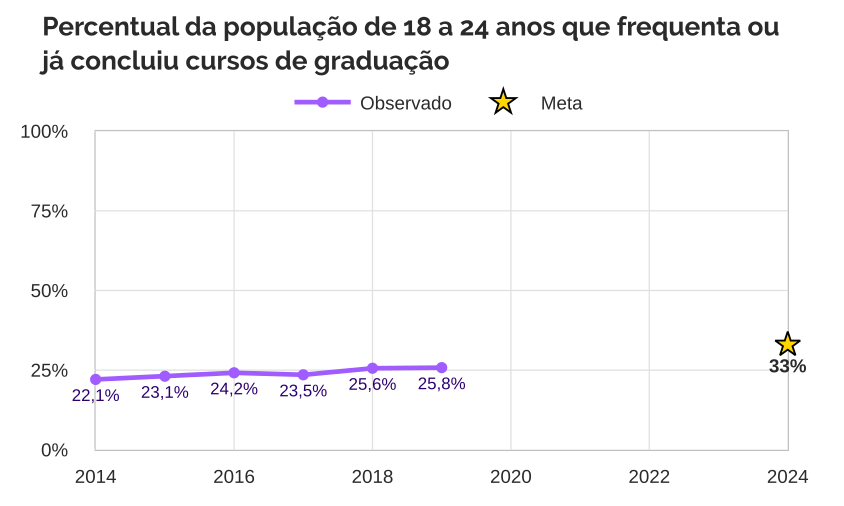 Percentual da população de 18 a 24 anos que frequenta ou
já concluiu cursos de graduação
Observado Meta
100%
75%
50%
25%
0%
22,1% 23,1% 24,2% 23,5% 25,6% 25,8%
33%
2014 2016 2018 2020 2022 2024